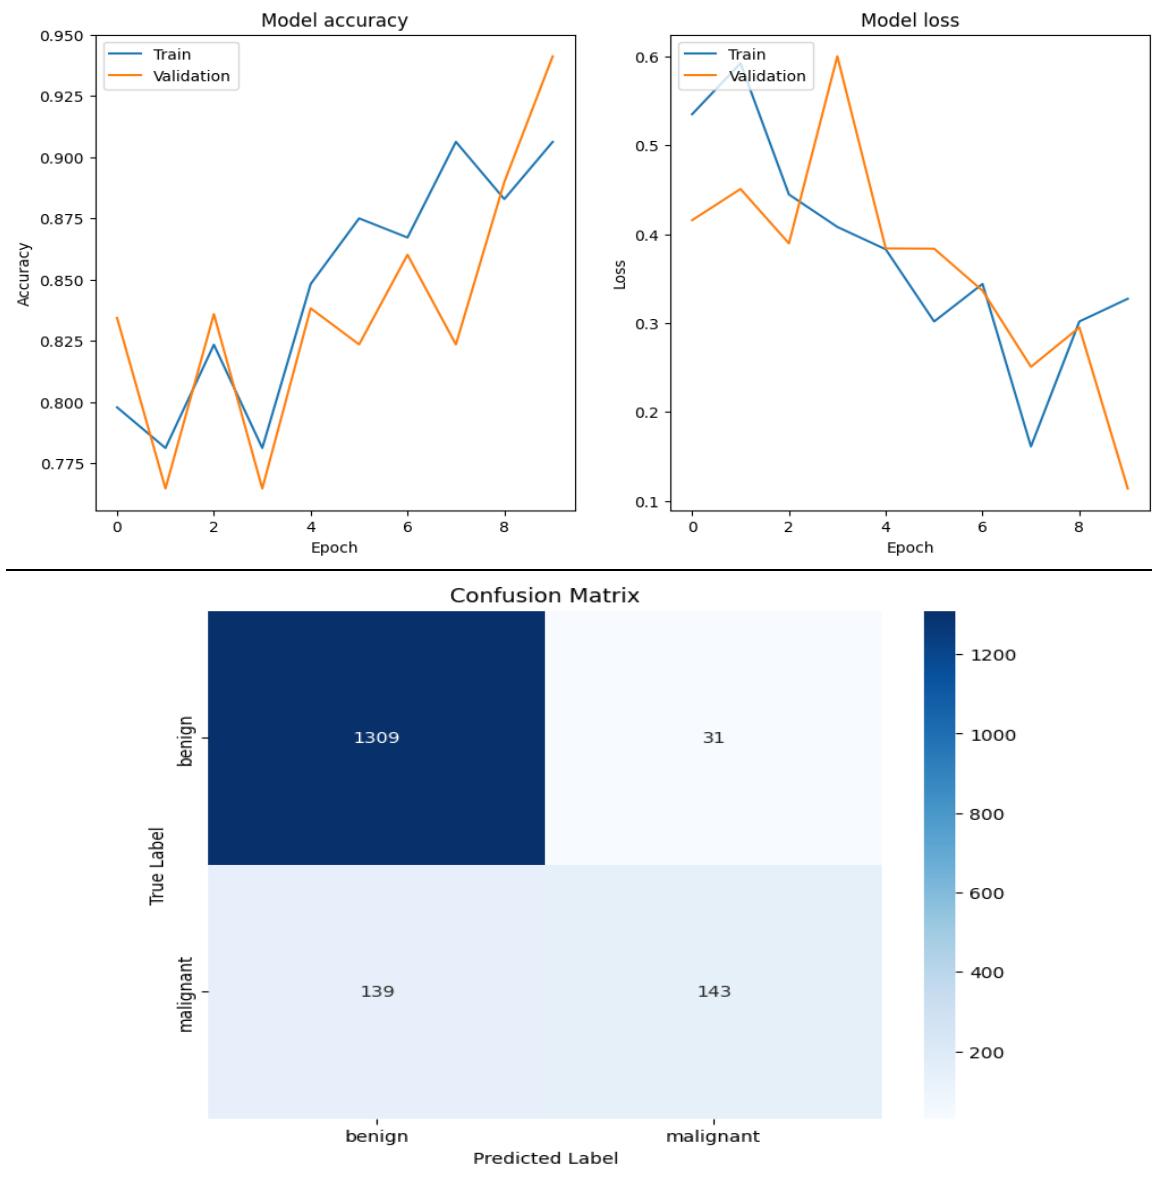 Model accuracy
0.950
0.925
0.900
0.875
0.850
0.825
0.800
0.775
Accuracy
Train
Validation
0 2 4 6 8
Epoch
Model loss
0.6
0.5
0.4
0.3
0.2
0.1
Loss
Train
Validation
0 2 4 6 8
Epoch
Confusion Matrix
True Label
benign
1309 31
malignant
139 143
benign malignant
Predicted Label
1200
1000
800
600
400
200